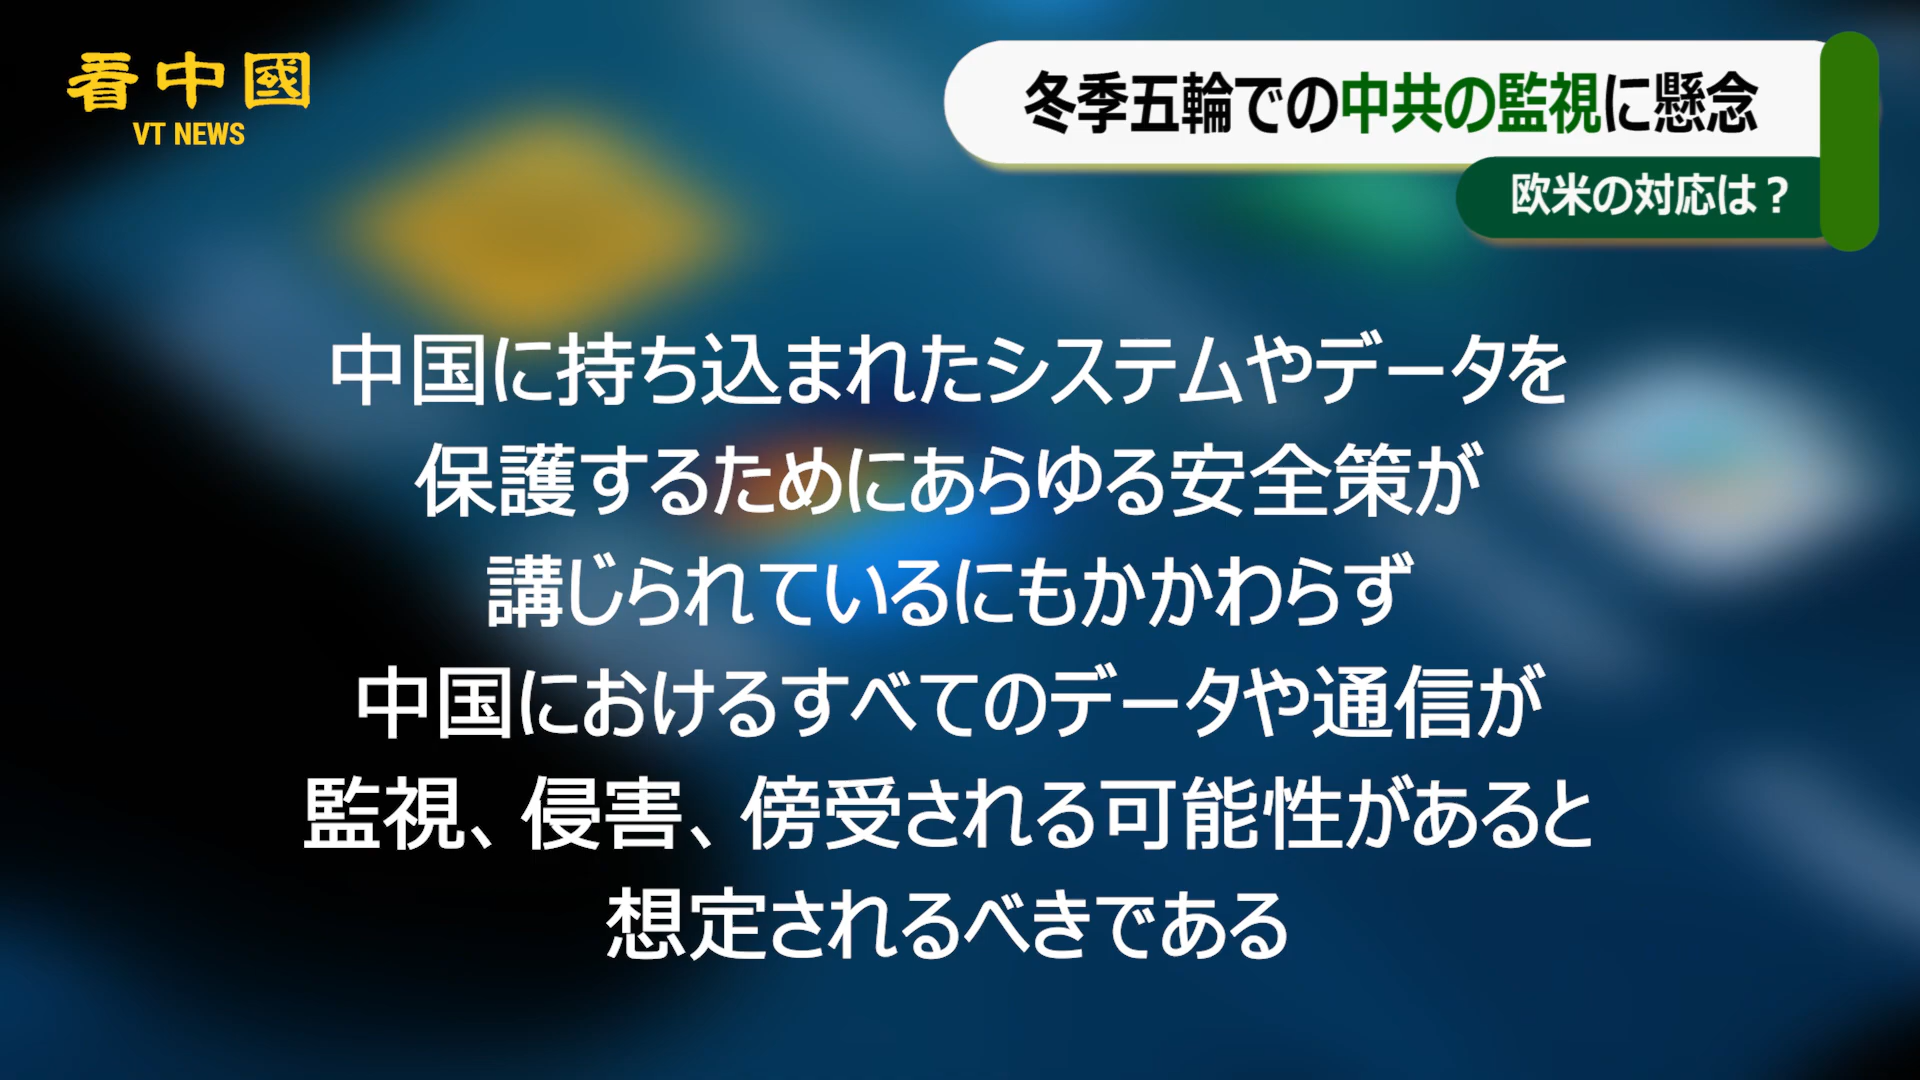 看中國
VT NEWS
冬季五輪での中共の監視に懸念
欧米の対応は？
中国に持ち込まれたシステムやデータを
保護するためにあらゆる安全策が
講じられているにもかかわらず
中国におけるすべてのデータや通信が
監視、侵害、傍受される可能性があると
想定されるべきである